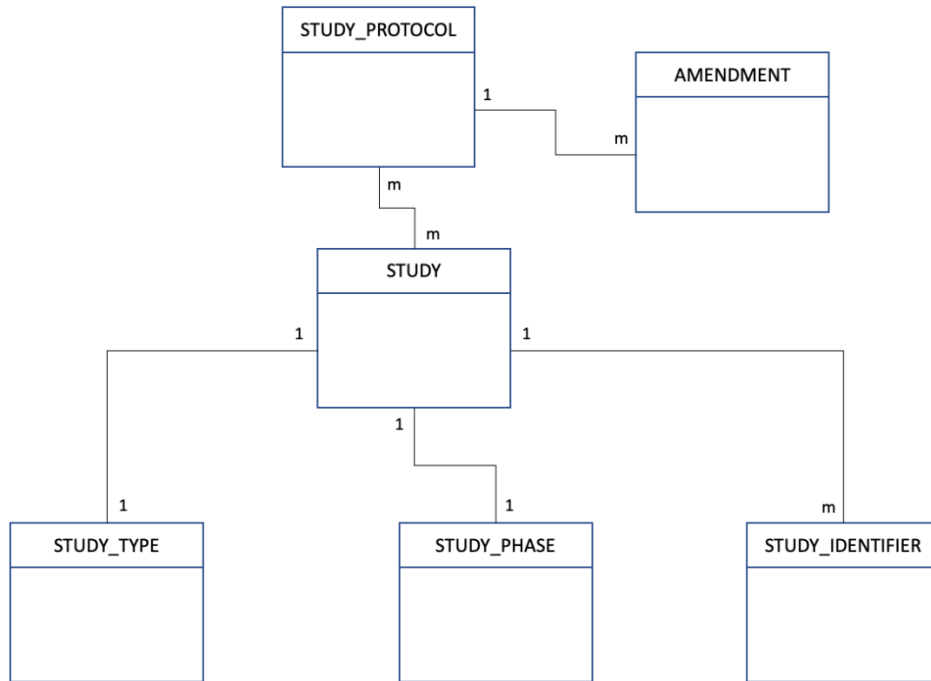 STUDY_PROTOCOL
AMENDMENT
1
m
m
m
STUDY
1
1
1
1
1
m
STUDY_TYPE
STUDY_PHASE
STUDY_IDENTIFIER